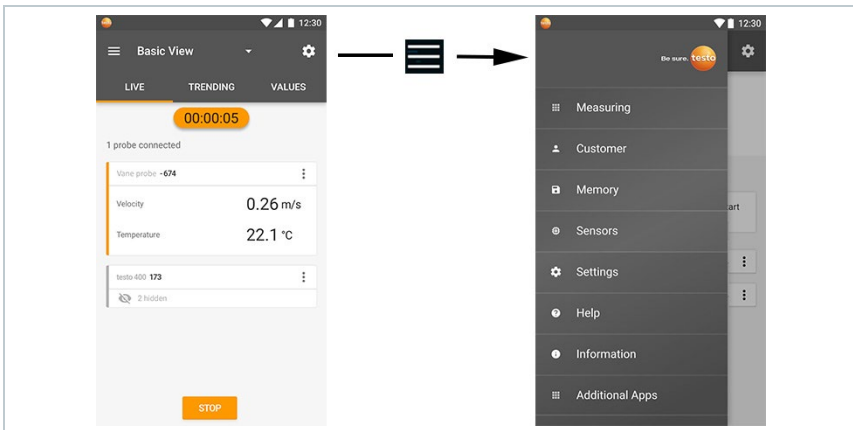 testo 12:30
Basic View
LIVE TRENDING VALUES
00:00:05
1 probe connected
Vane probe -674
Velocity 0.26 m/s
Temperature 22.1 °C
testo 400 173
2 hidden
STOP
12:30
Be sure. testo
Measuring
Customer
Memory
art
Sensors
Settings
Help
Information
Additional Apps